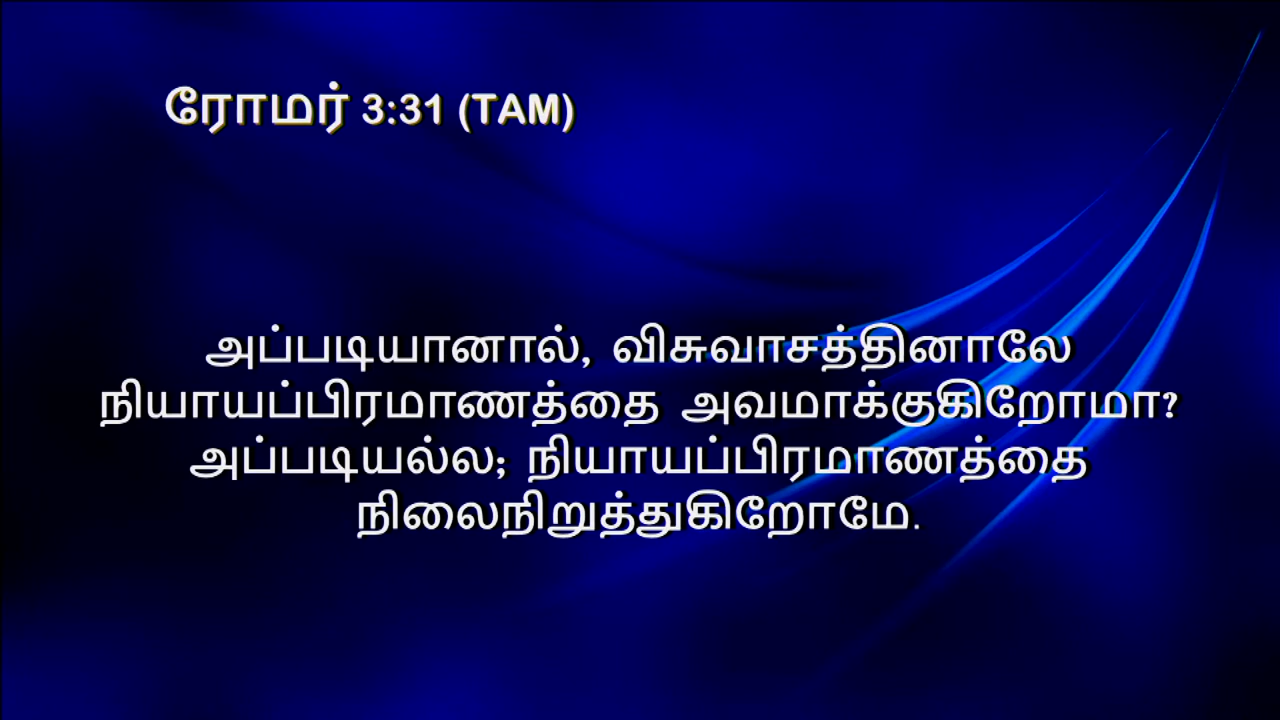 ரோமர் 3:31 (TAM)
அப்படியானால், விசுவாசத்தினாலே
நியாயப்பிரமாணத்தை அவமாக்குகிறோமா?
அப்படியல்ல; நியாயப்பிரமாணத்தை
நிலைநிறுத்துகிறோமே.